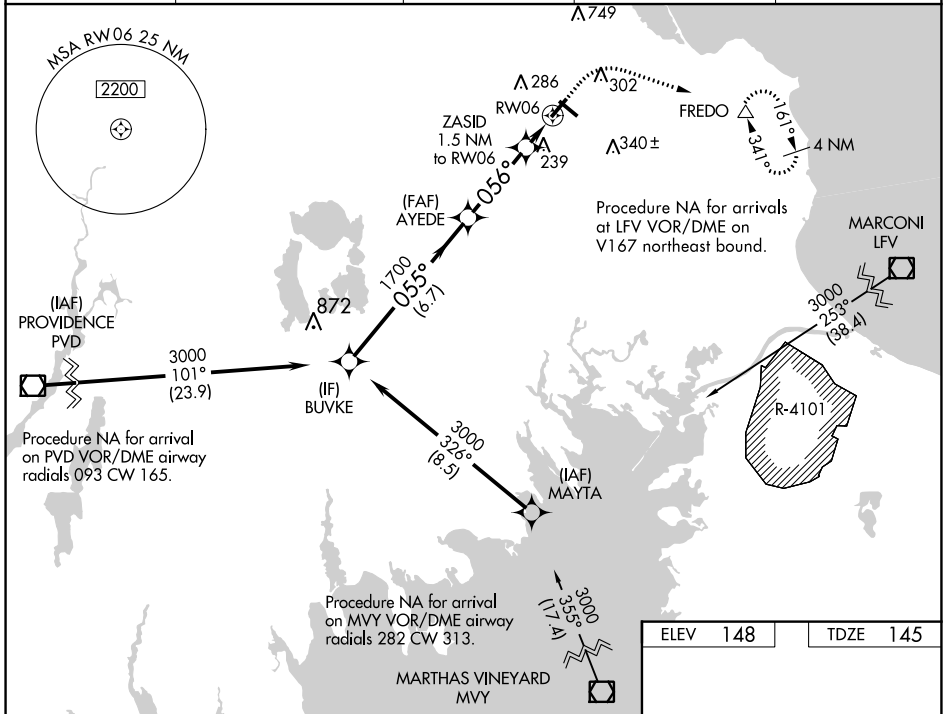 749
MSA RW06 25 NM
2200
286
302
RW06
FREDO
161°
341°
4 NM
ZASID
1.5 NM
to RW06
239
340 ±
056°
(FAF)
AYEDE
Procedure NA for arrivals
at LFV VOR/DME on
V167 northeast bound.
MARCONI
LFV
1700
055°
(6.7)
872
3000
253°
(38.4)
(IAF)
PROVIDENCE
PVD
3000
101°
(23.9)
(IF)
BUVKE
R-4101
Procedure NA for arrival
on PVD VOR/DME airway
radials 093 CW 165.
3000
326°
(8.5)
(IAF)
MAYTA
Procedure NA for arrival
on MVY VOR/DME airway
radials 282 CW 313.
3000
355°
(17.4)
MARTHAS VINEYARD
MVY
ELEV 148
TDZE 145